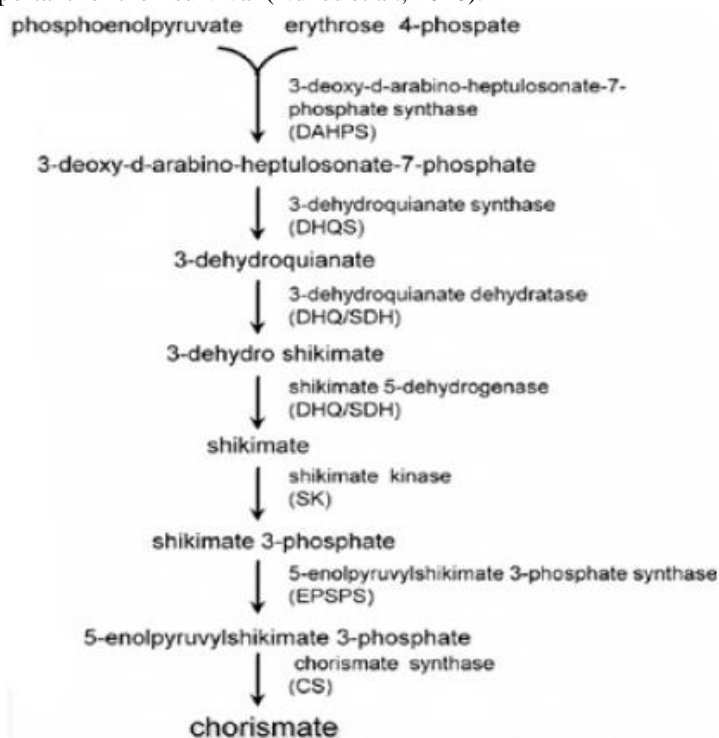 phosphoenolpyruvate erythrose 4-phospate
3-deoxy-d-arabino-heptulosonate-7-
phosphate synthase
(DAHPS)
3-deoxy-d-arabino-heptulosonate-7-phosphate
3-dehydroquianate synthase
(DHQS)
3-dehydroquianate
3-dehydroquianate dehydratase
(DHQ/SDH)
3-dehydro shikimate
shikimate 5-dehydrogenase
(DHQ/SDH)
shikimate
shikimate kinase
(SK)
shikimate 3-phosphate
5-enolpyruvylshikimate 3-phosphate synthase
(EPSPS)
5-enolpyruvylshikimate 3-phosphate
chorismate synthase
(CS)
chorismate